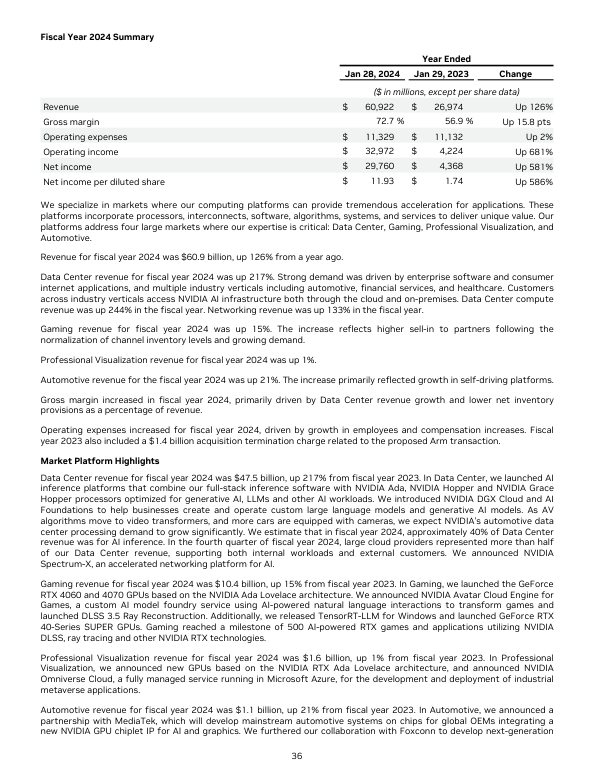 Fiscal Year 2024 Summary
Year Ended
Jan 28, 2024 Jan 29, 2023 Change
($ in millions, except per share data)
Revenue $ 60,922 $ 26,974 Up 126%
Gross margin 72.7 % 56.9 % Up 15.8 pts
Operating expenses $ 11,329 $ 11,132 Up 2%
Operating income $ 32,972 $ 4,224 Up 681%
Net income $ 29,760 $ 4,368 Up 581%
Net income per diluted share $ 11.93 $ 1.74 Up 586%
We specialize in markets where our computing platforms can provide tremendous acceleration for applications. These
platforms incorporate processors, interconnects, software, algorithms, systems, and services to deliver unique value. Our
platforms address four large markets where our expertise is critical: Data Center, Gaming, Professional Visualization, and
Automotive.
Revenue for fiscal year 2024 was $60.9 billion, up 126% from a year ago.
Data Center revenue for fiscal year 2024 was up 217%. Strong demand was driven by enterprise software and consumer
internet applications, and multiple industry verticals including automotive, financial services, and healthcare. Customers
across industry verticals access NVIDIA AI infrastructure both through the cloud and on-premises. Data Center compute
revenue was up 244% in the fiscal year. Networking revenue was up 133% in the fiscal year.
Gaming revenue for fiscal year 2024 was up 15%. The increase reflects higher sell-in to partners following the
normalization of channel inventory levels and growing demand.
Professional Visualization revenue for fiscal year 2024 was up 1%.
Automotive revenue for the fiscal year 2024 was up 21%. The increase primarily reflected growth in self-driving platforms.
Gross margin increased in fiscal year 2024, primarily driven by Data Center revenue growth and lower net inventory
provisions as a percentage of revenue.
Operating expenses increased for fiscal year 2024, driven by growth in employees and compensation increases. Fiscal
year 2023 also included a $1.4 billion acquisition termination charge related to the proposed Arm transaction.
Market Platform Highlights
Data Center revenue for fiscal year 2024 was $47.5 billion, up 217% from fiscal year 2023. In Data Center, we launched AI
inference platforms that combine our full-stack inference software with NVIDIA Ada, NVIDIA Hopper and NVIDIA Grace
Hopper processors optimized for generative AI, LLMs and other AI workloads. We introduced NVIDIA DGX Cloud and AI
Foundations to help businesses create and operate custom large language models and generative AI models. As AV
algorithms move to video transformers, and more cars are equipped with cameras, we expect NVIDIA's automotive data
center processing demand to grow significantly. We estimate that in fiscal year 2024, approximately 40% of Data Center
revenue was for AI inference. In the fourth quarter of fiscal year 2024, large cloud providers represented more than half
of our Data Center revenue, supporting both internal workloads and external customers. We announced NVIDIA
Spectrum-X, an accelerated networking platform for AI.
Gaming revenue for fiscal year 2024 was $10.4 billion, up 15% from fiscal year 2023. In Gaming, we launched the GeForce
RTX 4060 and 4070 GPUs based on the NVIDIA Ada Lovelace architecture. We announced NVIDIA Avatar Cloud Engine for
Games, a custom AI model foundry service using AI-powered natural language interactions to transform games and
launched DLSS 3.5 Ray Reconstruction. Additionally, we released TensorRT-LLM for Windows and launched GeForce RTX
40-Series SUPER GPUs. Gaming reached a milestone of 500 AI-powered RTX games and applications utilizing NVIDIA
DLSS, ray tracing and other NVIDIA RTX technologies.
Professional Visualization revenue for fiscal year 2024 was $1.6 billion, up 1% from fiscal year 2023. In Professional
Visualization, we announced new GPUs based on the NVIDIA RTX Ada Lovelace architecture, and announced NVIDIA
Omniverse Cloud, a fully managed service running in Microsoft Azure, for the development and deployment of industrial
metaverse applications.
Automotive revenue for fiscal year 2024 was $1.1 billion, up 21% from fiscal year 2023. In Automotive, we announced a
partnership with MediaTek, which will develop mainstream automotive systems on chips for global OEMs integrating a
new NVIDIA GPU chiplet IP for AI and graphics. We furthered our collaboration with Foxconn to develop next-generation
36